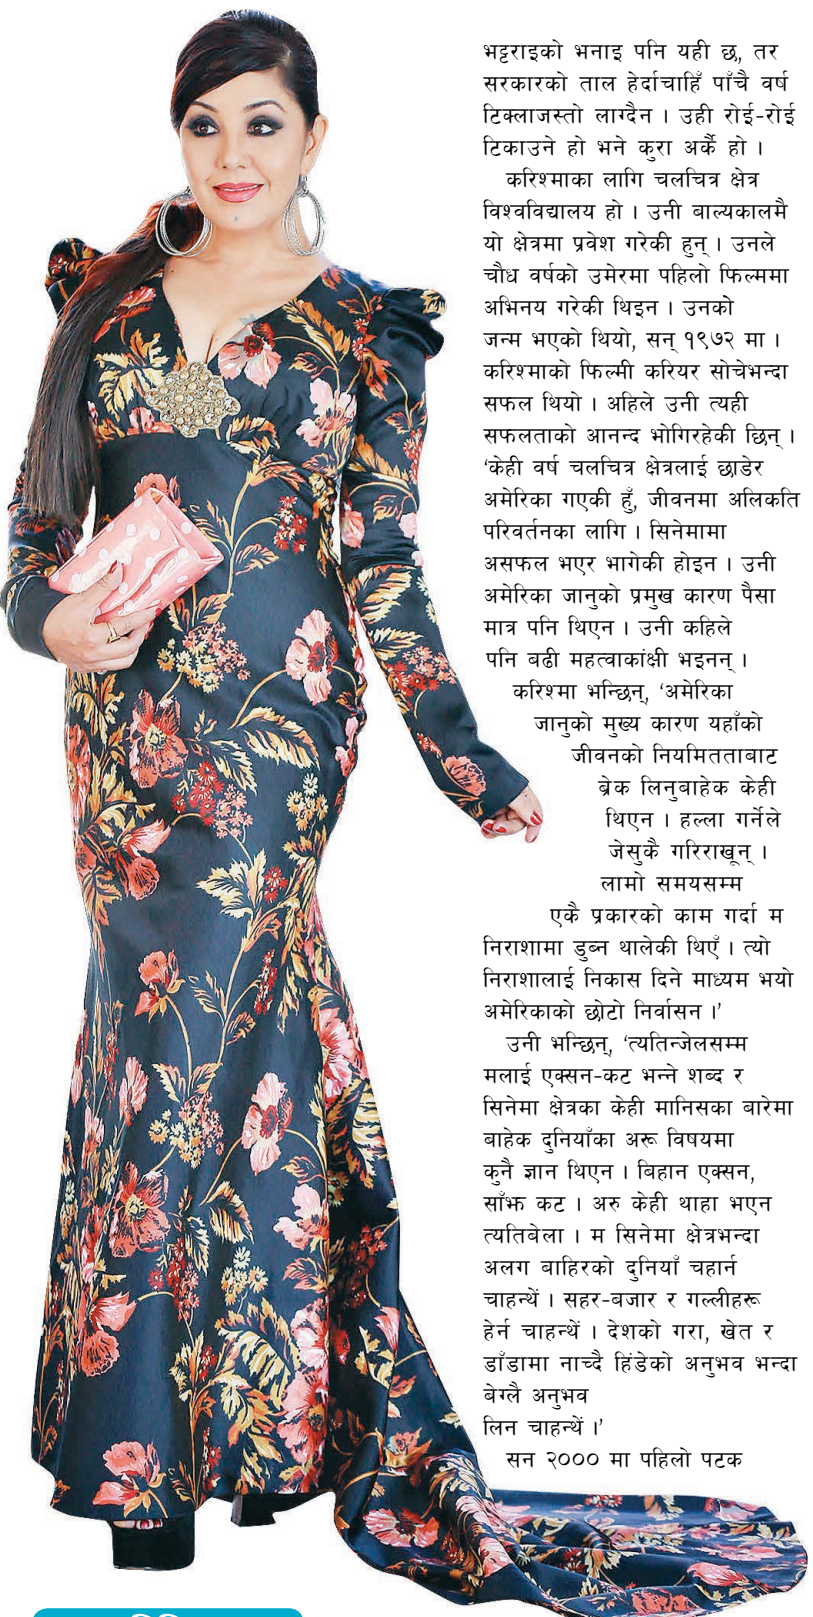 भट्टराइको भनाइ पनि यही छ, तर
सरकारको ताल हेर्दाचाहिँ पाँचै वर्ष
टिक्लाजस्तो लाग्दैन । उही रोई-रोई
टिकाउने हो भने कुरा अर्कै हो ।
करिश्माका लागि चलचित्र क्षेत्र
विश्वविद्यालय हो । उनी बाल्यकालमै
यो क्षेत्रमा प्रवेश गरेकी हुन् । उनले
चौध वर्षको उमेरमा पहिलो फिल्ममा
अभिनय गरेकी थिइन । उनको
जन्म भएको थियो, सन् १९७२ मा ।
करिश्माको फिल्मी करियर सोचेभन्दा
सफल थियो । अहिले उनी त्यही
सफलताको आनन्द भोगिरहेकी छिन् ।
‘केही वर्ष चलचित्र क्षेत्रलाई छाडेर
अमेरिका गएकी हुँ, जीवनमा अलिकति
परिवर्तनका लागि । सिनेमामा
असफल भएर भागेकी होइन । उनी
अमेरिका जानुको प्रमुख कारण पैसा
मात्र पनि थिएन । उनी कहिले
पनि बढी महत्वाकांक्षी भइनन् ।
करिश्मा भन्छिन्, ‘अमेरिका
जानुको मुख्य कारण यहाँको
जीवनको नियमितताबाट
ब्रेक लिनुबाहेक केही
थिएन । हल्ला गर्नेले
जेसुकै गरिराखून् ।
लामो समयसम्म
एकै प्रकारको काम गर्दा म
निराशामा डुब्न थालेकी थिएँ । त्यो
निराशालाई निकास दिने माध्यम भयो
अमेरिकाको छोटो निर्वासन ।’
उनी भन्छिन्, ‘त्यतिन्जेलसम्म
मलाई एक्सन-कट भन्ने शब्द र
सिनेमा क्षेत्रका केही मानिसका बारेमा
बाहेक दुनियाँका अरू विषयमा
कुनै ज्ञान थिएन । बिहान एक्सन,
साँझ कट । अरु केही थाहा भएन
त्यतिबेला । म सिनेमा क्षेत्रभन्दा
अलग बाहिरको दुनियाँ चहार्न
चाहन्थें । सहर-बजार र गल्लीहरू
हेर्न चाहन्थें । देशको गरा, खेत र
डाँडामा नाच्दै हिंडेको अनुभव भन्दा
बेग्लै अनुभव
लिन चाहन्थें ।’
सन २००० मा पहिलो पटक